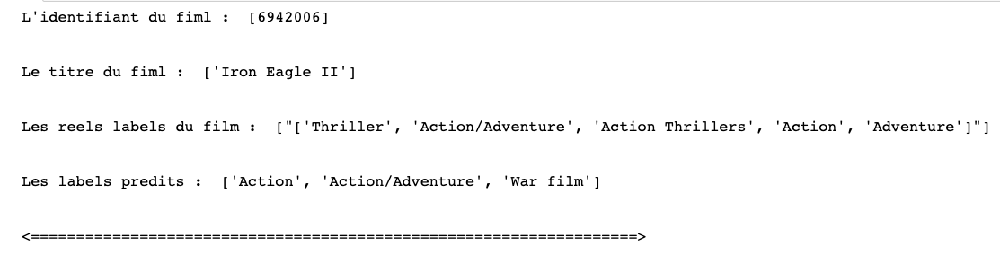 L'identifiant du fiml :  [6942006]
Le titre du fiml :  ['Iron Eagle II']
Les reels labels du film :  ["['Thriller', 'Action/Adventure', 'Action Thrillers', 'Action', 'Adventure']"]
Les labels predits :  ['Action', 'Action/Adventure', 'War film']
<===================================================================>